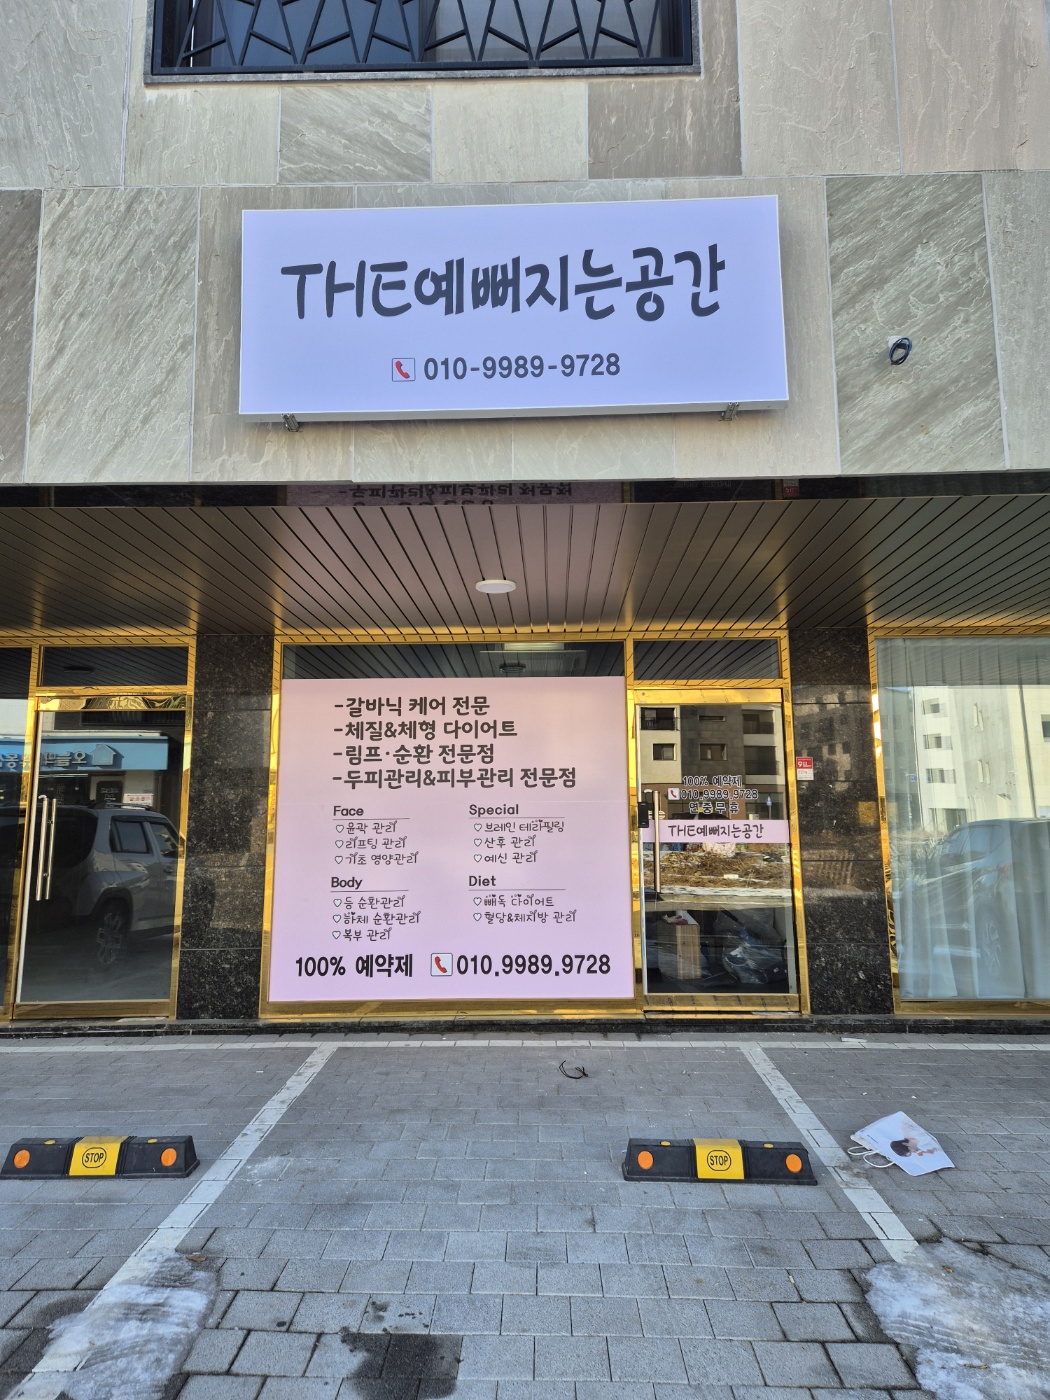 THE예뻐지는공간
010-9989-9728
-갈바닉 케어 전문
-체질&체형 다이어트
-림프·순환 전문점
-두피관리&피부관리 전문점
Face
♡윤곽 관리
♡리프팅 관리
♡기초 영양관리
Special
♡브레인 테라필링
♡산후 관리
♡예신 관리
Body
♡등 순환관리
♡하체 순환관리
♡복부 관리
Diet
♡빼독 다이어트
♡혈당&체지방 관리
100% 예약제 010.9989.9728
100% 예약제
010.9989.9728
연중무휴
THE예뻐지는공간
STOP
STOP